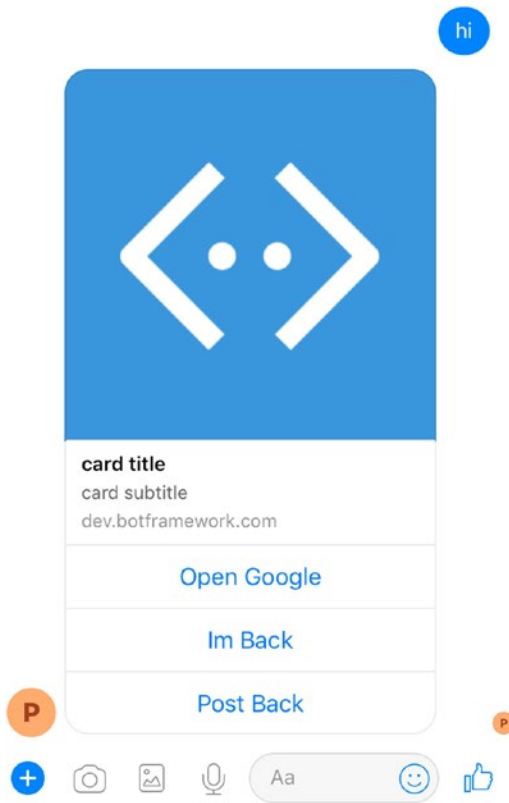 hi
card title
card subtitle
dev.botframework.com
Open Google
Im Back
Post Back
P
P
Aa